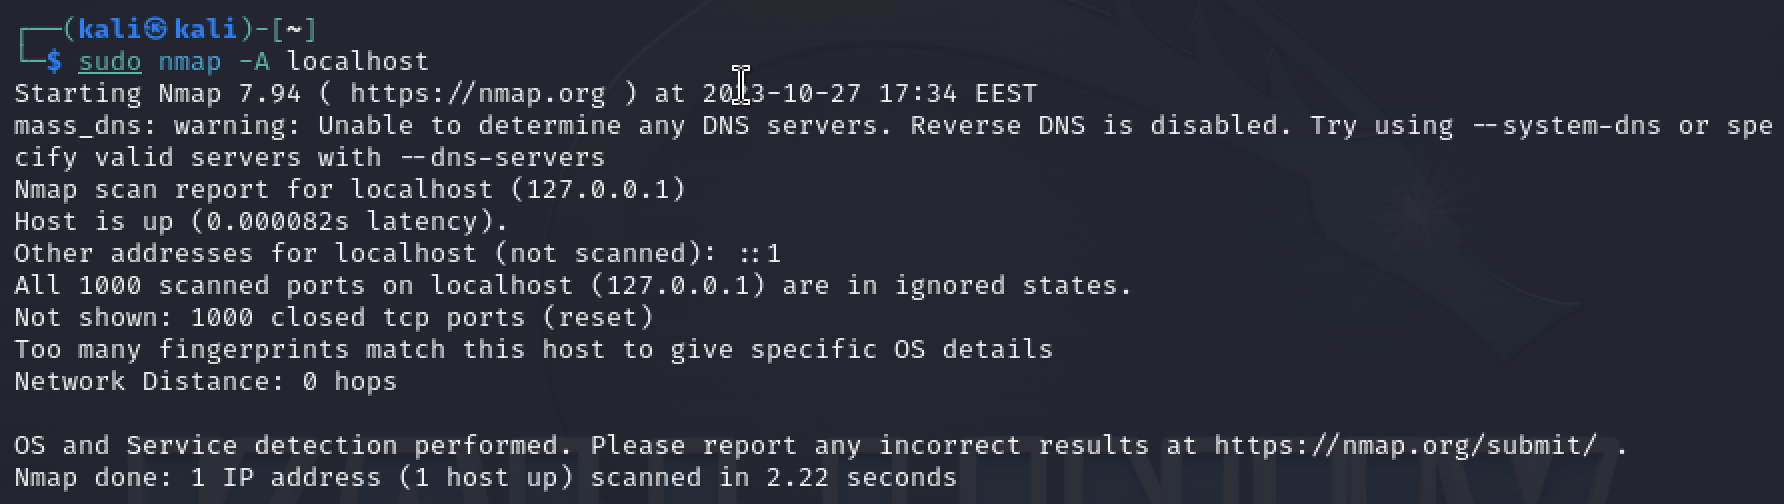 ┌──(kali㉿kali)-[~]
└─$ sudo nmap -A localhost
Starting Nmap 7.94 ( https://nmap.org ) at 2023-10-27 17:34 EEST
mass_dns: warning: Unable to determine any DNS servers. Reverse DNS is disabled. Try using --system-dns or spe
cify valid servers with --dns-servers
Nmap scan report for localhost (127.0.0.1)
Host is up (0.000082s latency).
Other addresses for localhost (not scanned): ::1
All 1000 scanned ports on localhost (127.0.0.1) are in ignored states.
Not shown: 1000 closed tcp ports (reset)
Too many fingerprints match this host to give specific OS details
Network Distance: 0 hops
OS and Service detection performed. Please report any incorrect results at https://nmap.org/submit/ .
Nmap done: 1 IP address (1 host up) scanned in 2.22 seconds